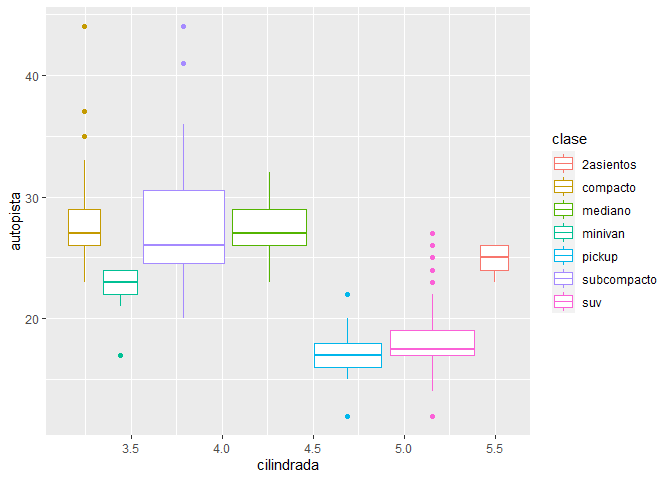 autopista
40
30
20
3.5 4.0 4.5 5.0 5.5
cilindrada
clase
2asientos
compacto
mediano
minivan
pickup
subcompacto
suv